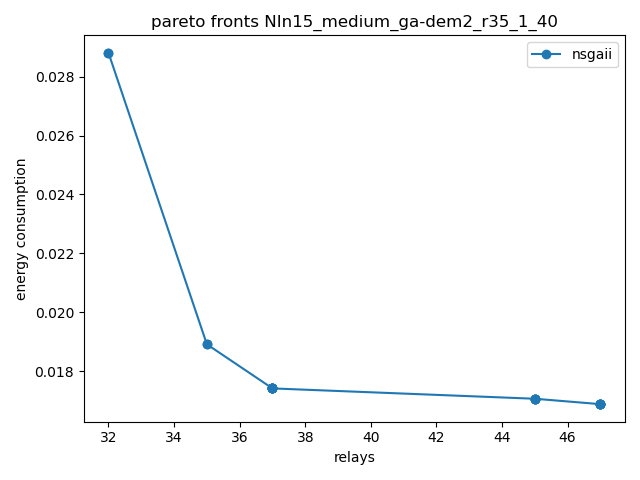 pareto fronts NIn15_medium_ga-dem2_r35_1_40
nsgaii
0.028
0.026
0.024
0.022
0.020
0.018
energy consumption
32 34 36 38 40 42 44 46
relays